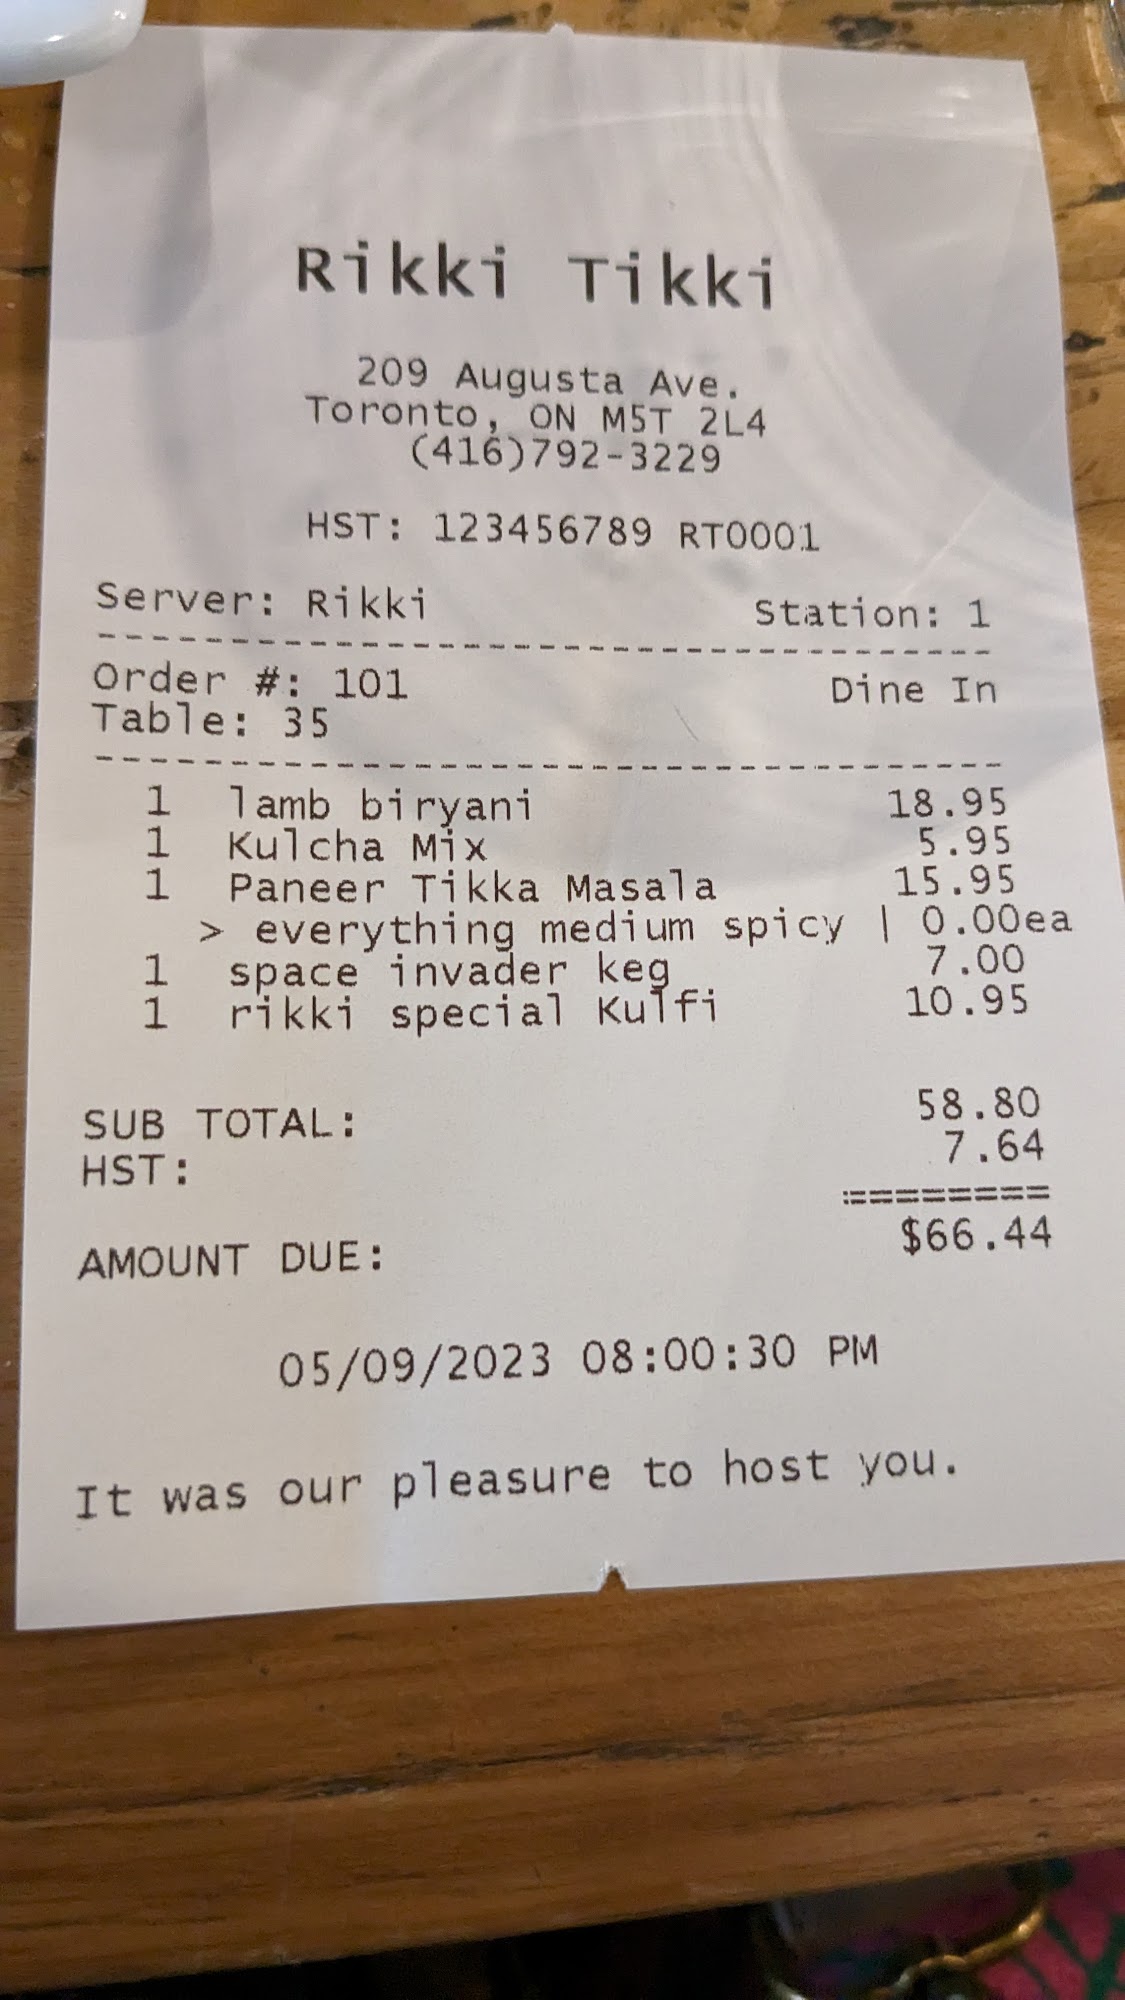 Rikki Tikki
209 Augusta Ave.
Toronto, ON M5T 2L4
(416)792-3229
HST: 123456789 RT0001
Server: Rikki Station: 1
------------------------------------
Order #: 101 Dine In
Table: 35
------------------------------------
1 lamb biryani 18.95
1 Kulcha Mix 5.95
1 Paneer Tikka Masala 15.95
> everything medium spicy | 0.00ea
1 space invader keg 7.00
1 rikki special Kulfi 10.95
SUB TOTAL: 58.80
HST: 7.64
========
AMOUNT DUE: $66.44
05/09/2023 08:00:30 PM
It was our pleasure to host you.